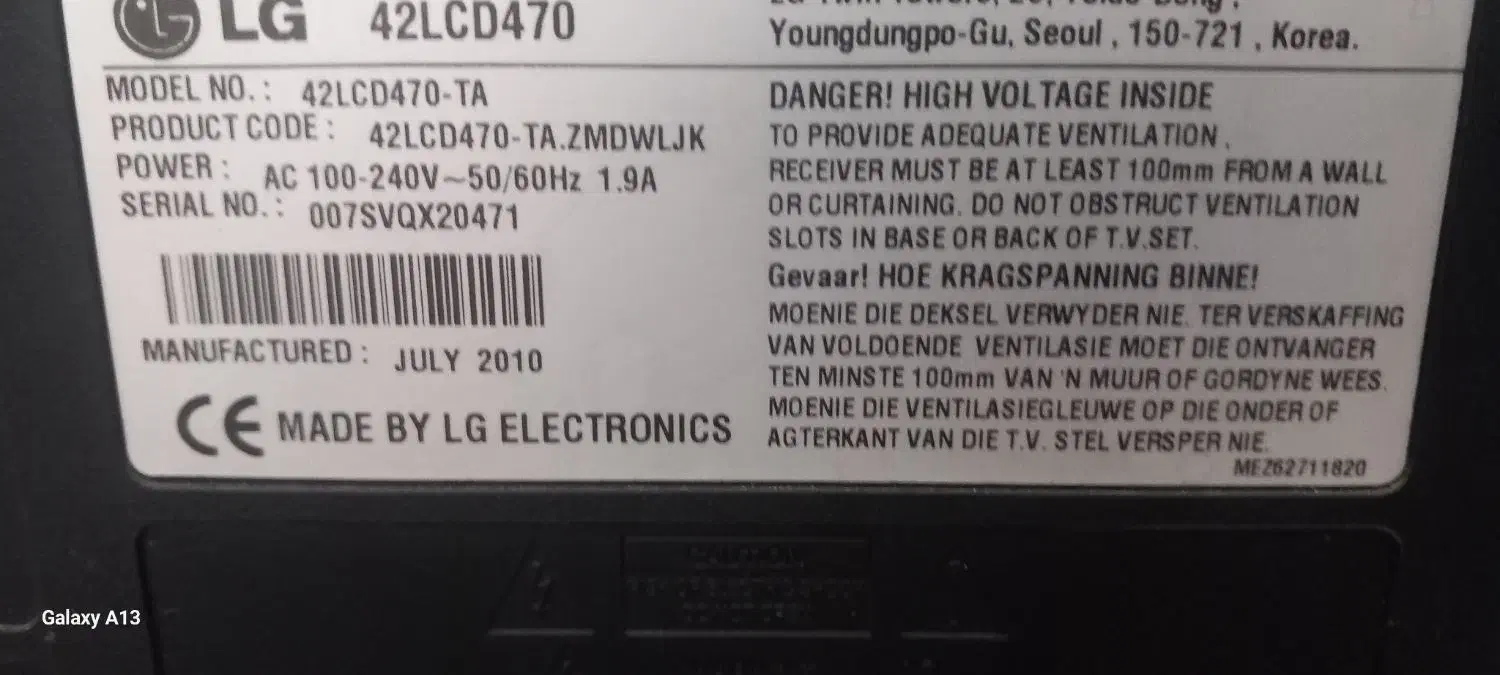 LG 42LCD470
Youngdungpo-Gu, Seoul , 150-721 , Korea.
MODEL NO. : 42LCD470-TA
PRODUCT CODE : 42LCD470-TA.ZMDWLJK
POWER : AC 100-240V~50/60Hz 1.9A
SERIAL NO. : 007SVQX20471
MANUFACTURED : JULY 2010
CE MADE BY LG ELECTRONICS
DANGER! HIGH VOLTAGE INSIDE
TO PROVIDE ADEQUATE VENTILATION ,
RECEIVER MUST BE AT LEAST 100mm FROM A WALL
OR CURTAINING. DO NOT OBSTRUCT VENTILATION
SLOTS IN BASE OR BACK OF T.V.SET.
Gevaar! HOE KRAGSPANNING BINNE!
MOENIE DIE DEKSEL VERWYDER NIE. TER VERSKAFFING
VAN VOLDOENDE VENTILASIE MOET DIE ONTVANGER
TEN MINSTE 100mm VAN 'N MUUR OF GORDYNE WEES.
MOENIE DIE VENTILASIEGLEUWE OP DIE ONDER OF
AGTERKANT VAN DIE T.V. STEL VERSPER NIE.
MEZ62711820
CAUTION
Galaxy A13